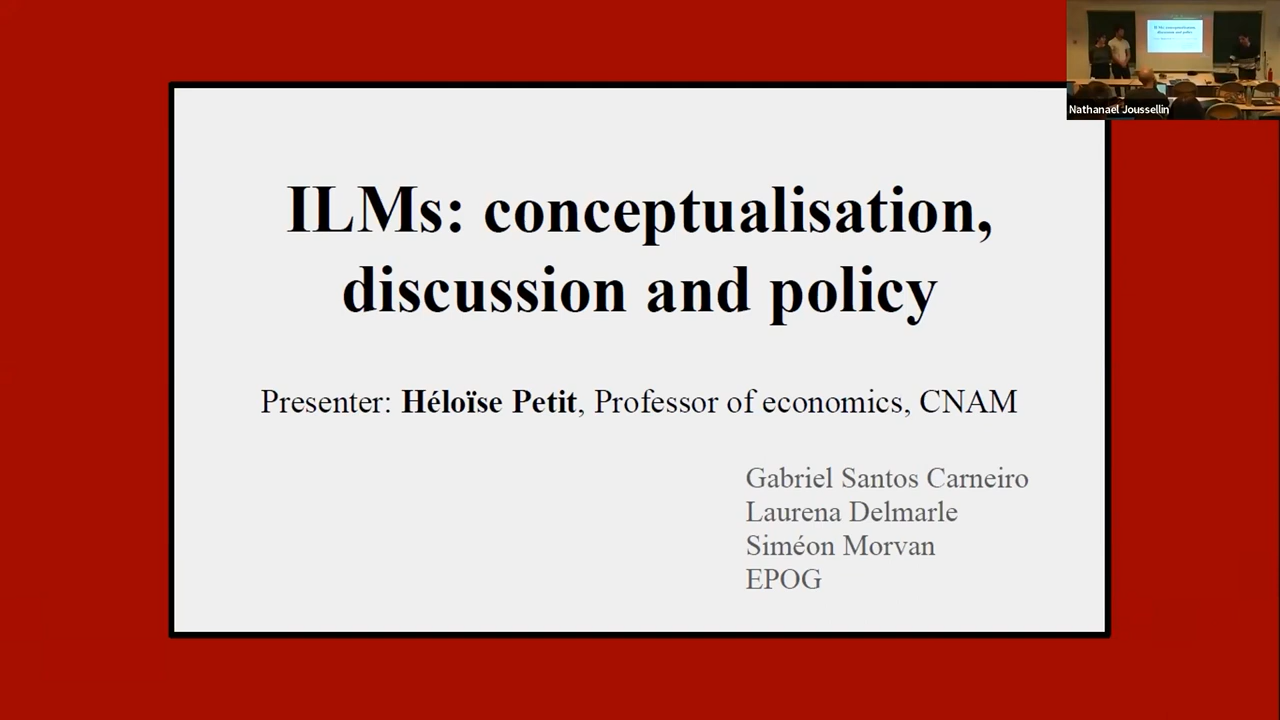 ILMs: conceptualisation,
discussion and policy
Presenter: Héloïse Petit, Professor of economics, CNAM
Gabriel Santos Carneiro
Laurena Delmarle
Siméon Morvan
EPOG
Nathanael Joussellin